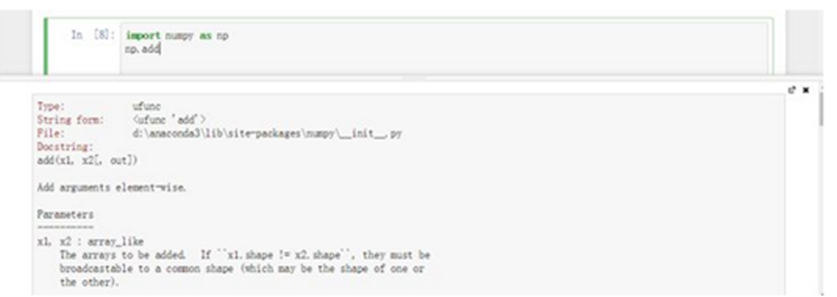 In [8]: import numpy as np
np.add
Type: ufunc
String form: <ufunc 'add'>
File: d:\anaconda3\lib\site-packages\numpy\__init__.py
Docstring:
add(x1, x2[, out])
Add arguments element-wise.
Parameters
----------
x1, x2 : array_like
The arrays to be added. If ``x1.shape != x2.shape``, they must be
broadcastable to a common shape (which may be the shape of one or
the other).